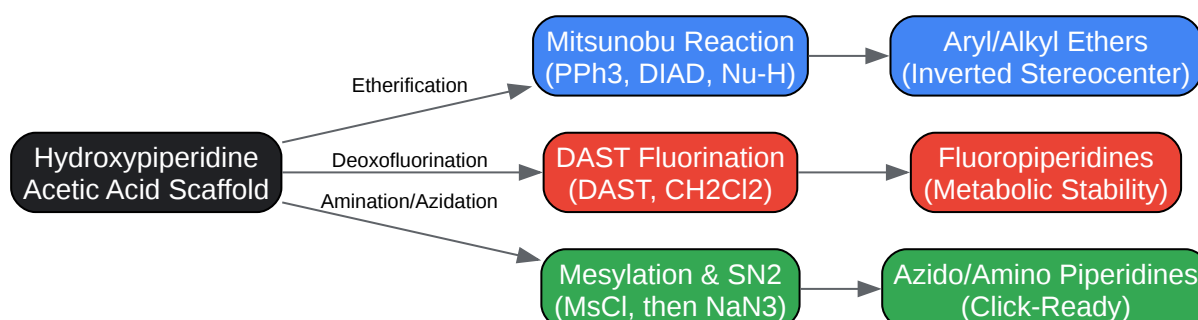 Mitsunobu Reaction
(PPh3, DIAD, Nu-H)
Aryl/Alkyl Ethers
(Inverted Stereocenter)
Etherification
Hydroxypiperidine
Acetic Acid Scaffold
Deoxofluorination
DAST Fluorination
(DAST, CH2Cl2)
Fluoropiperidines
(Metabolic Stability)
Amination/Azidation
Mesylation & SN2
(MsCl, then NaN3)
Azido/Amino Piperidines
(Click-Ready)